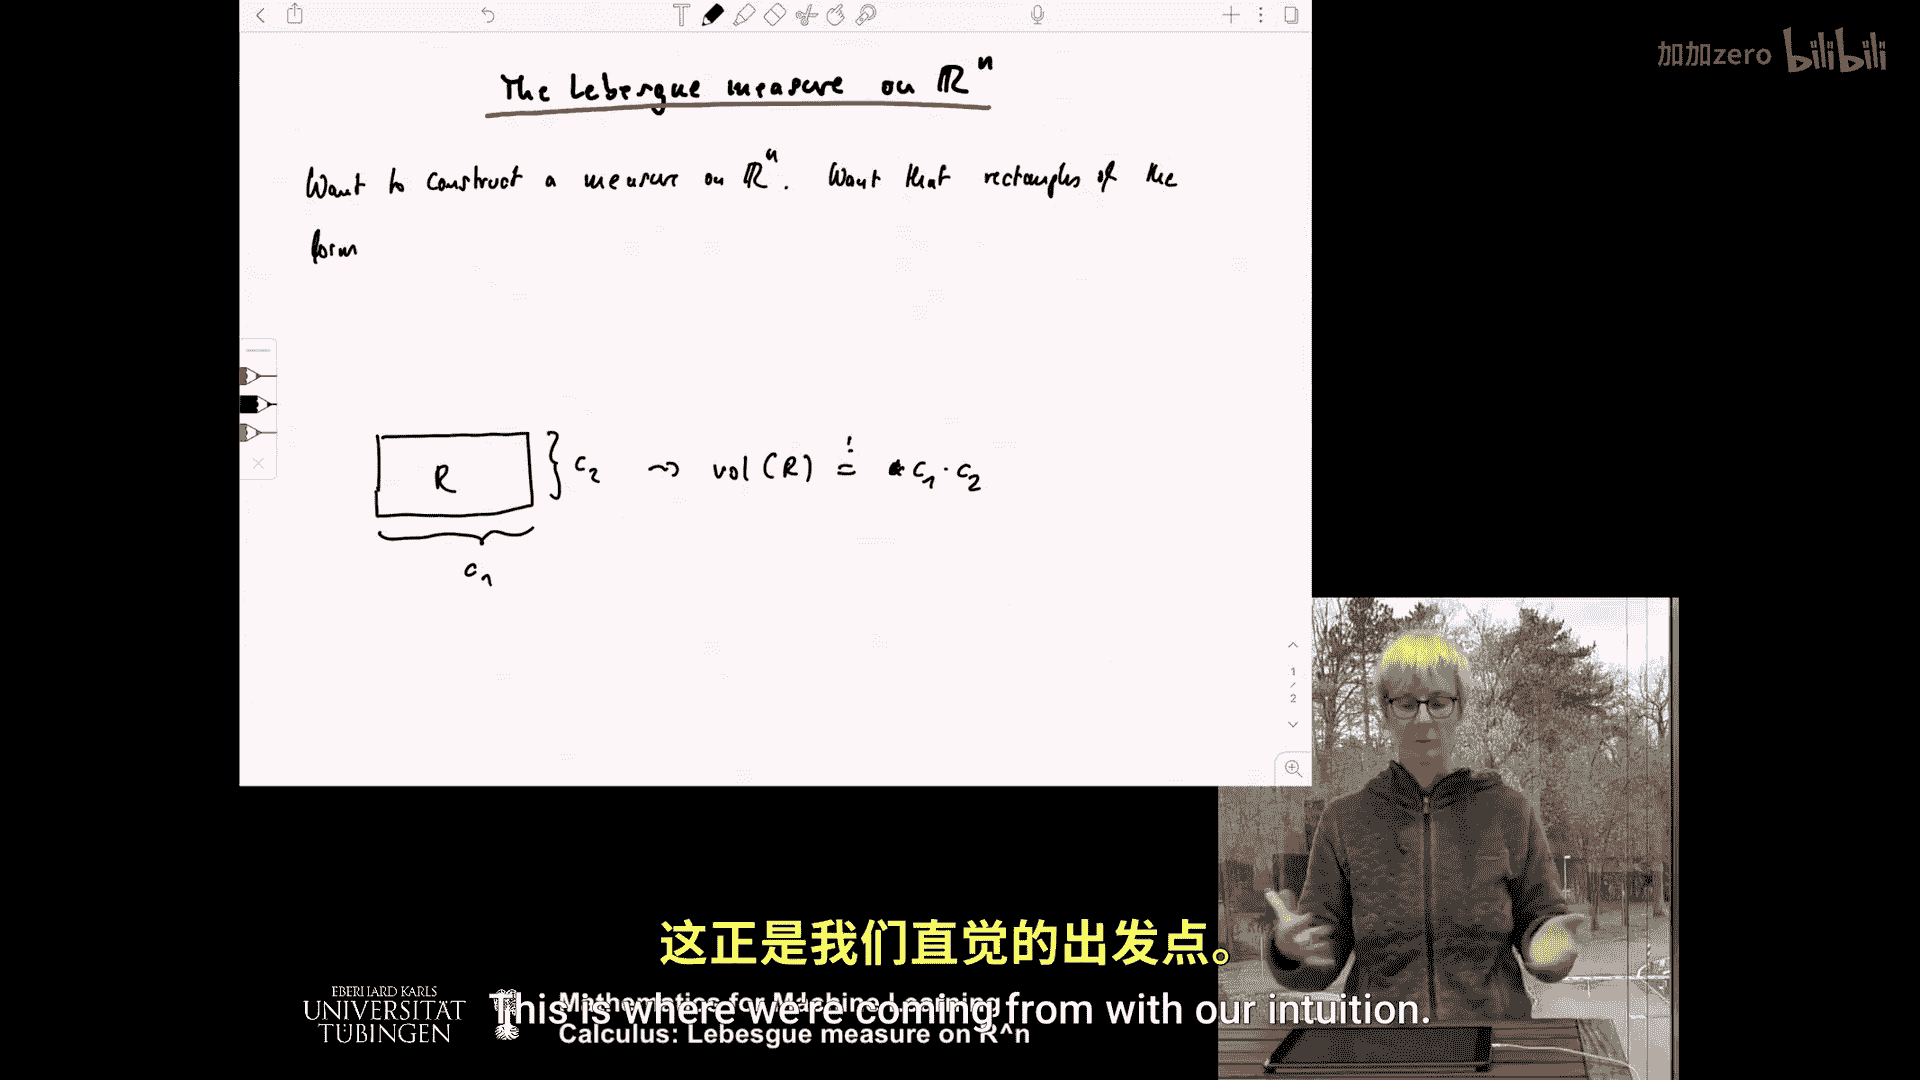 加加zero bilibili
The Lebesgue measure on ℝⁿ
Want to construct a measure on ℝⁿ. Want that rectangles of the
form
R } c₂ ⇝ vol (R) =! c₁ · c₂
c₁
1
/
2
这正是我们直觉的出发点。
This is where we're coming from with our intuition.
EBERHARD KARLS
UNIVERSITÄT
TÜBINGEN
Mathematics for Machine Learning
Calculus: Lebesgue measure on R^n